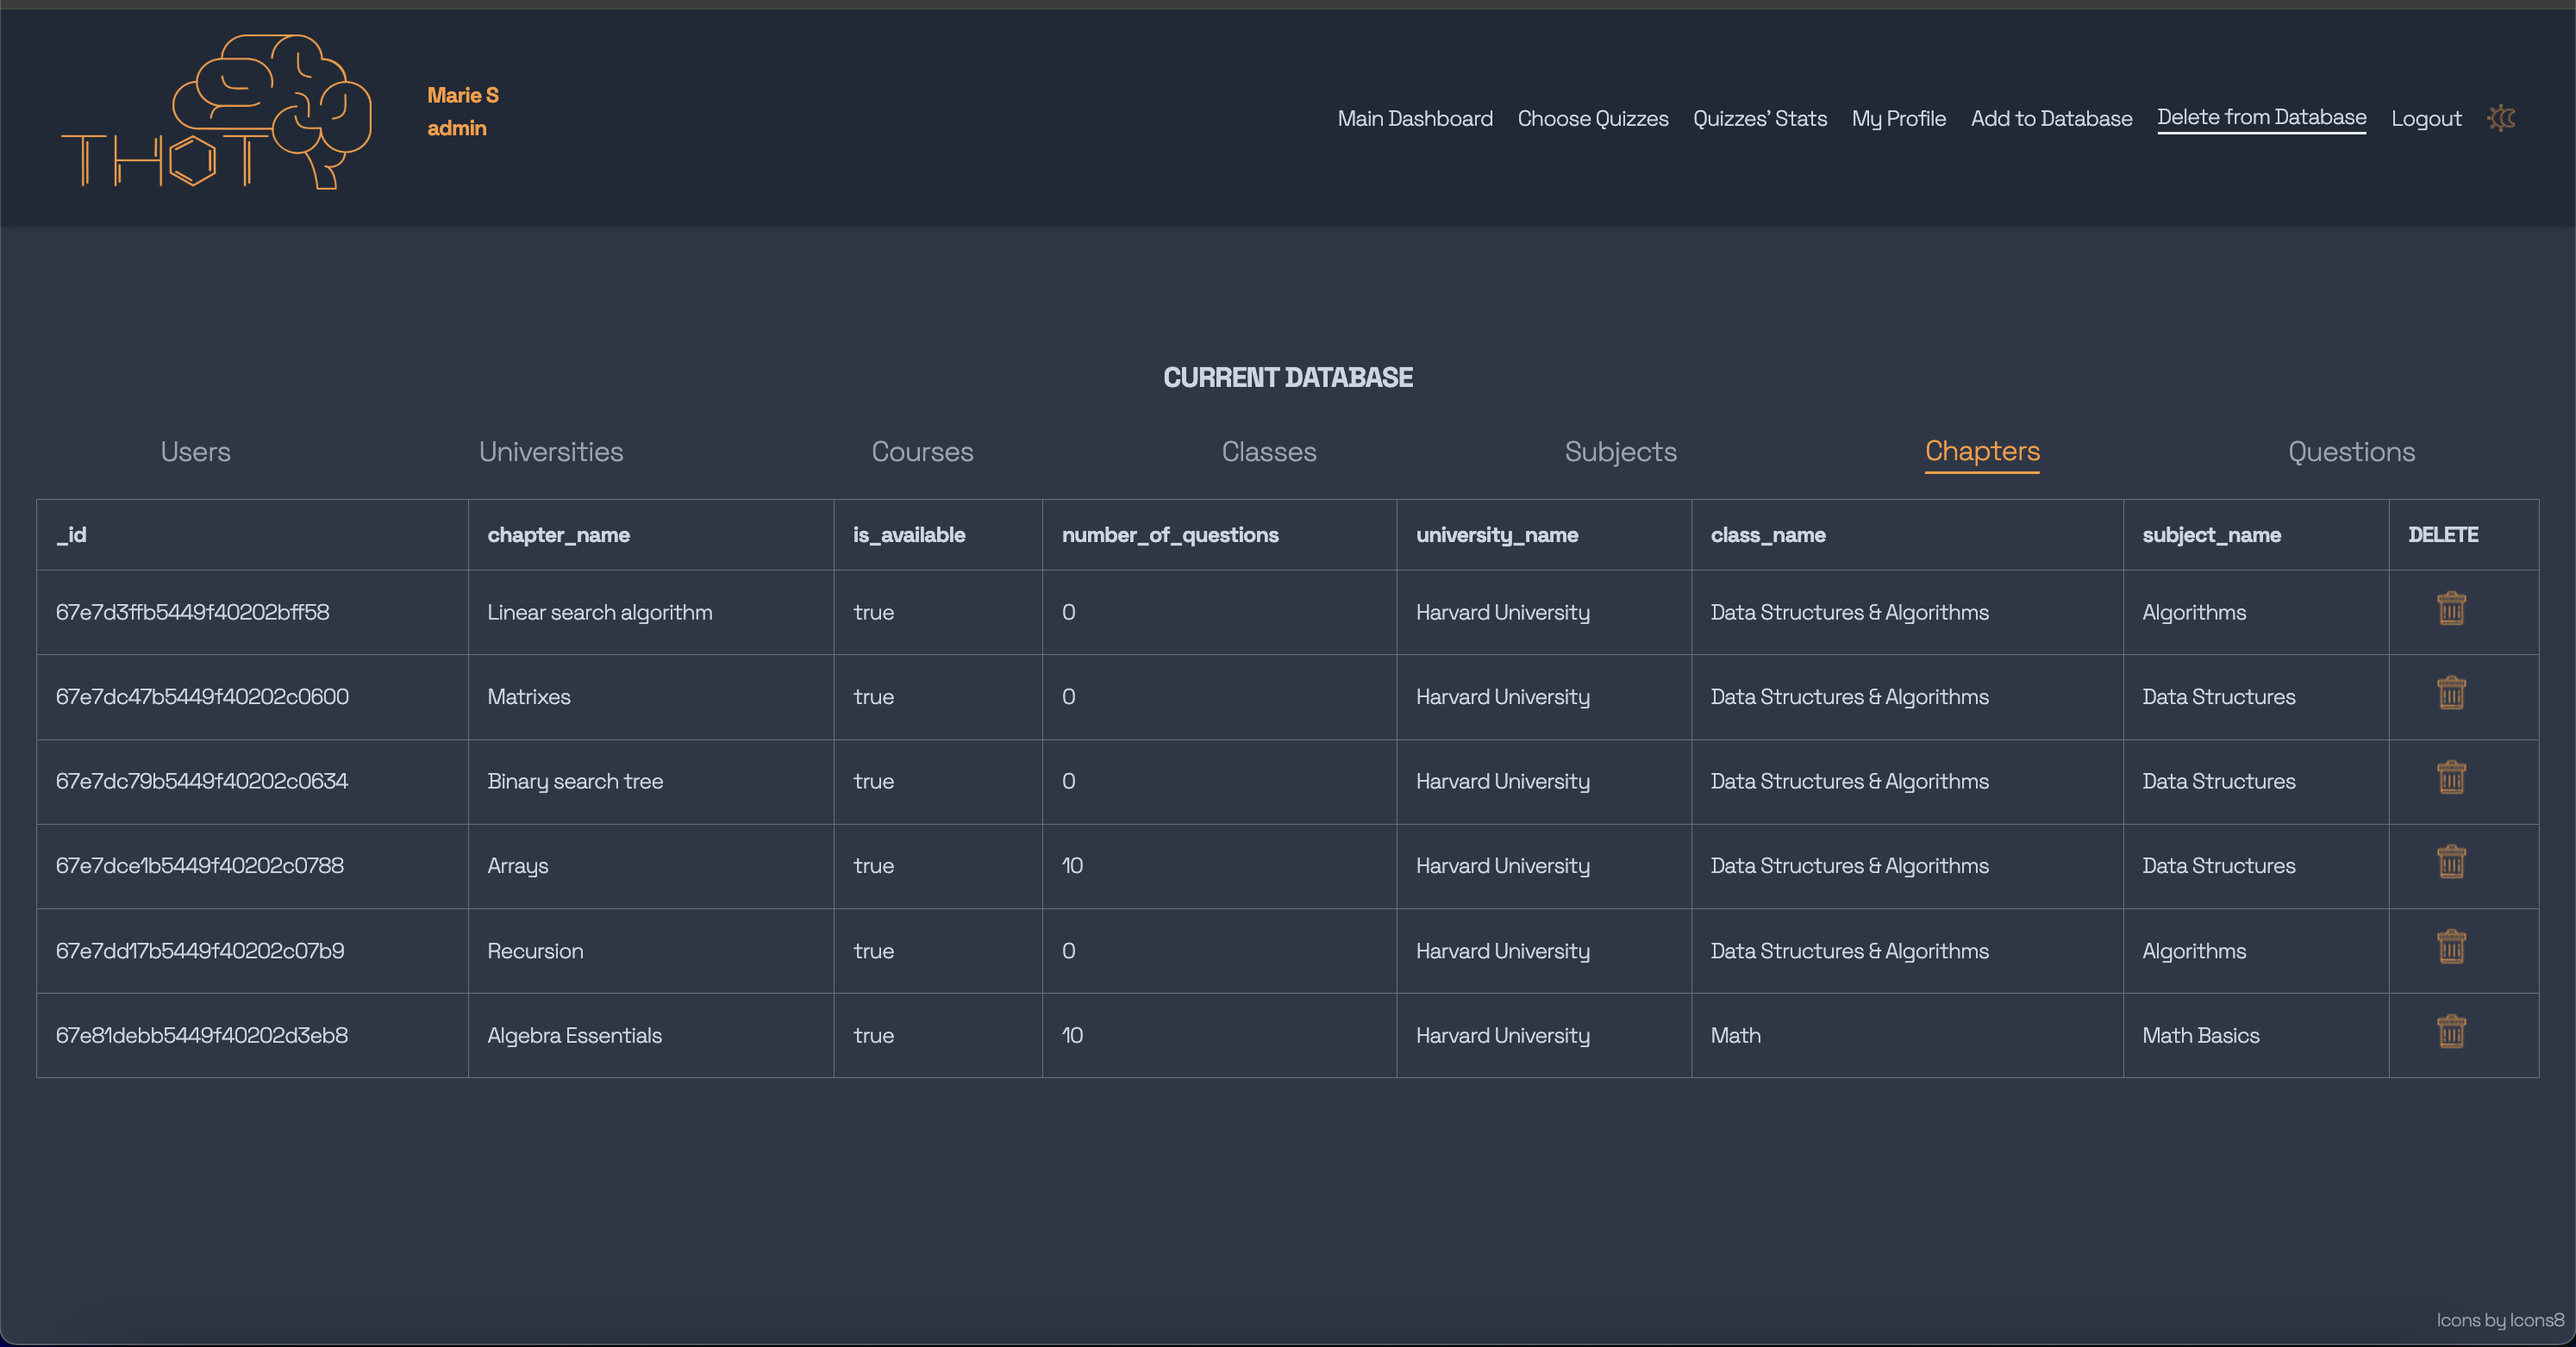 THOT
Marie S
admin
Main Dashboard Choose Quizzes Quizzes' Stats My Profile Add to Database Delete from Database Logout
CURRENT DATABASE
Users Universities Courses Classes Subjects Chapters Questions
_id chapter_name is_available number_of_questions university_name class_name subject_name DELETE
67e7d3ffb5449f40202bff58 Linear search algorithm true 0 Harvard University Data Structures & Algorithms Algorithms
67e7dc47b5449f40202c0600 Matrixes true 0 Harvard University Data Structures & Algorithms Data Structures
67e7dc79b5449f40202c0634 Binary search tree true 0 Harvard University Data Structures & Algorithms Data Structures
67e7dce1b5449f40202c0788 Arrays true 10 Harvard University Data Structures & Algorithms Data Structures
67e7dd17b5449f40202c07b9 Recursion true 0 Harvard University Data Structures & Algorithms Algorithms
67e81debb5449f40202d3eb8 Algebra Essentials true 10 Harvard University Math Math Basics
Icons by Icons8